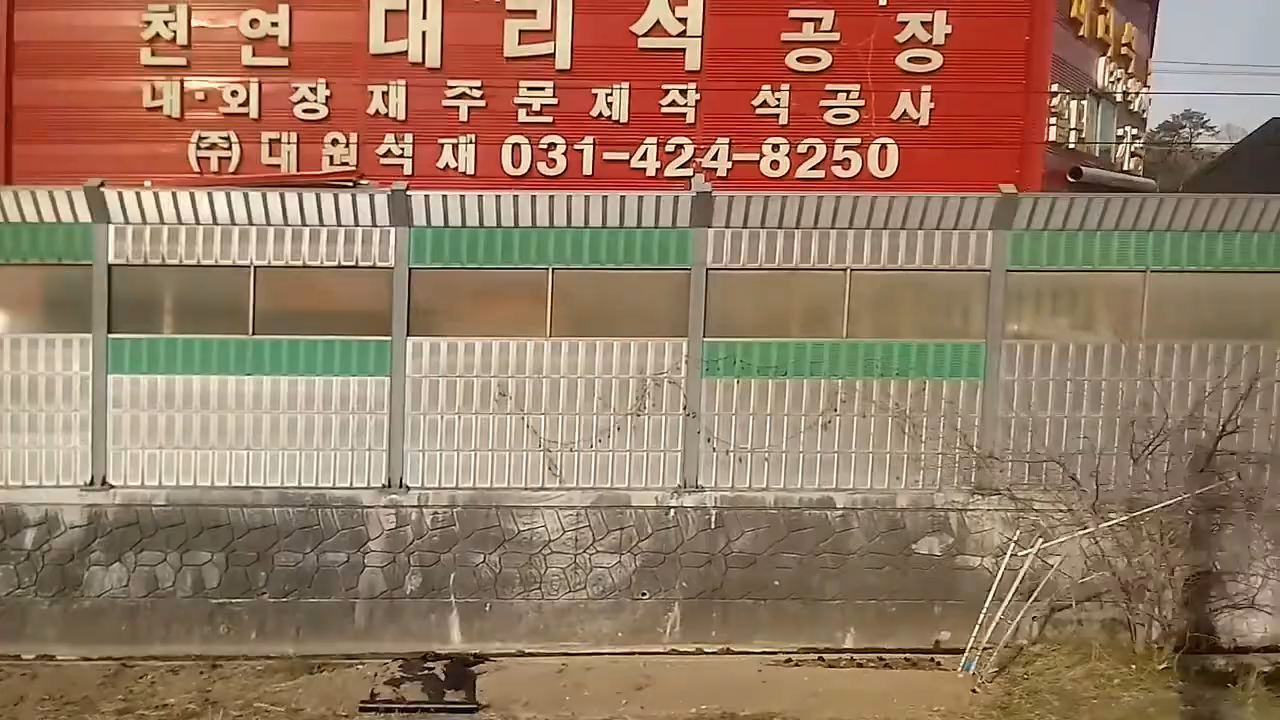 천연 대리석 공장
내·외장재주문제작 석공사
㈜대원석재 031-424-8250